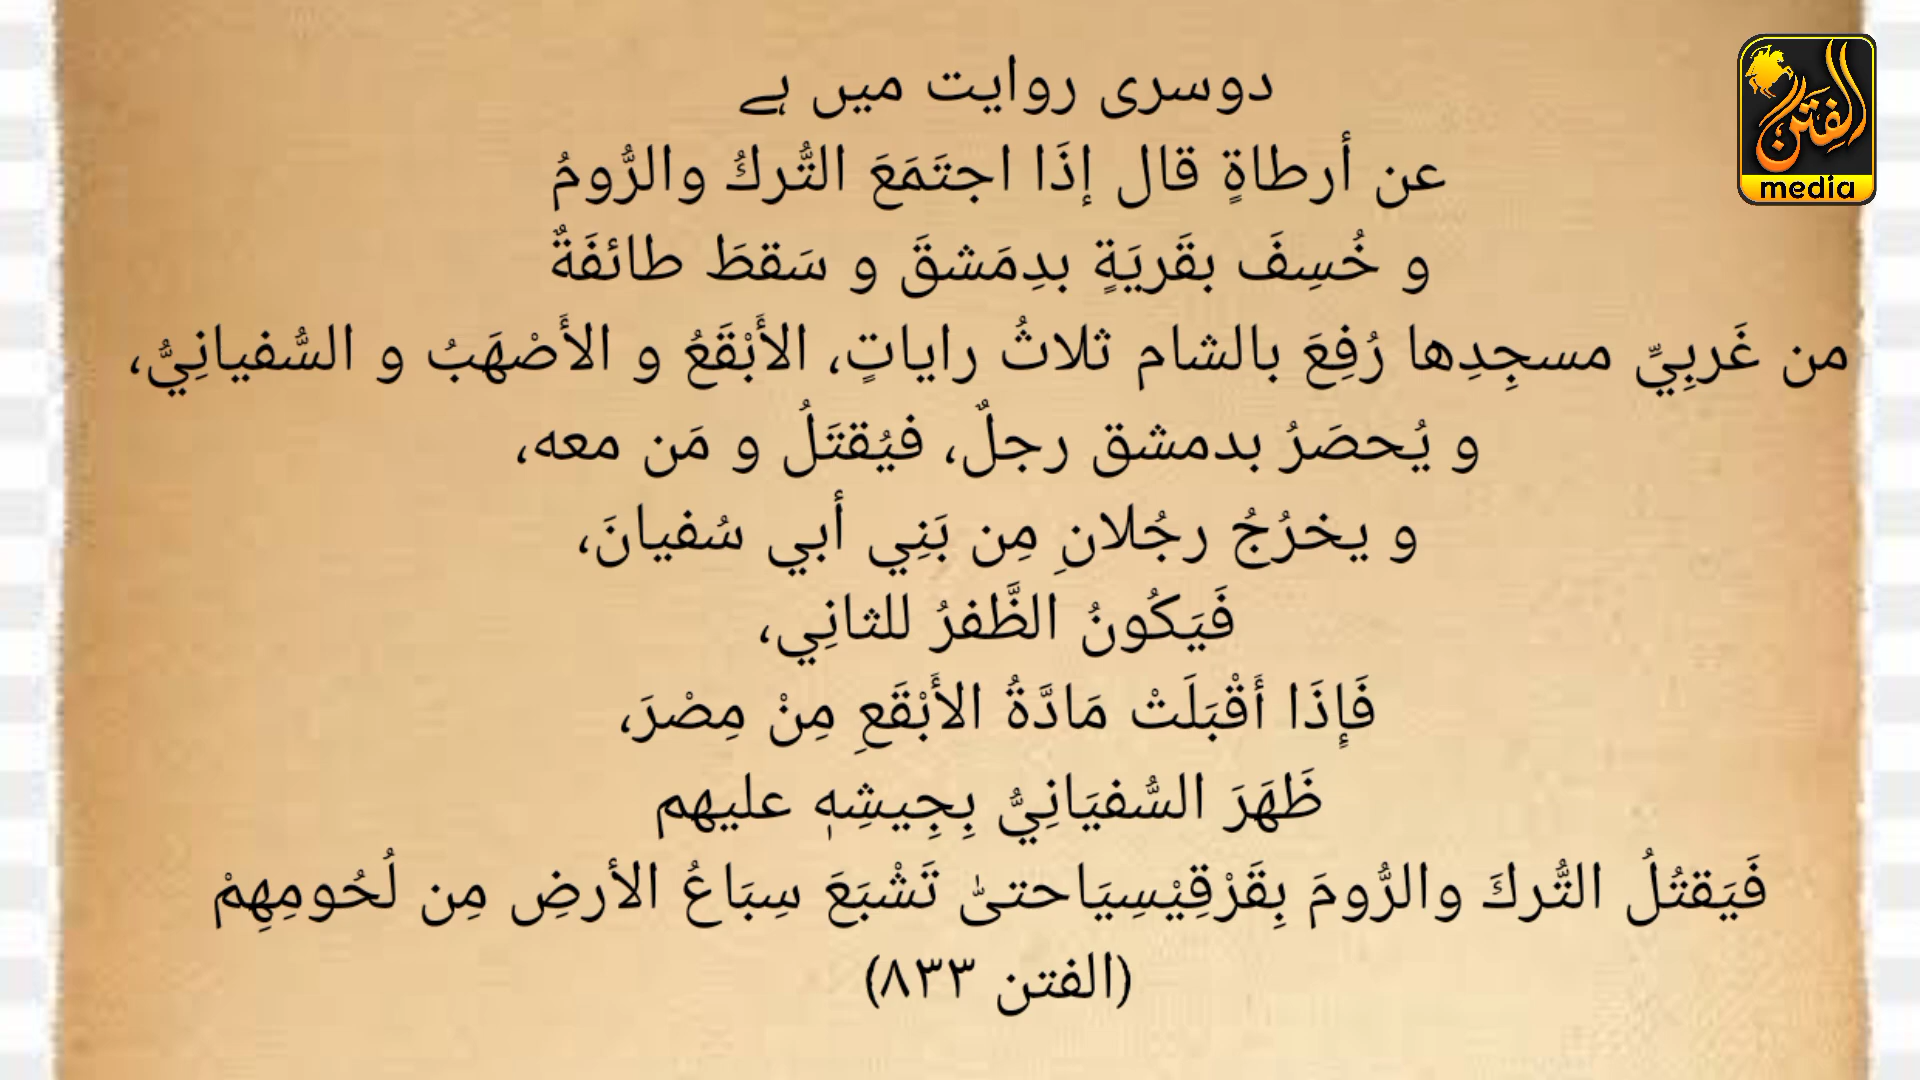 دوسری روایت میں ہے
عن أرطاةٍ قال إذَا اجتَمَعَ التُّركُ والرُّومُ
و خُسِفَ بقَريَةٍ بدِمَشقَ و سَقطَ طائفَةٌ
من غَربِيِّ مسجِدِها رُفِعَ بالشام ثلاثُ راياتٍ، الأَبْقَعُ و الأَصْهَبُ و السُّفيانِيُّ،
و يُحصَرُ بدمشق رجلٌ، فيُقتَلُ و مَن معه،
و يخرُجُ رجُلانِ مِن بَنِي أبي سُفيانَ،
فَيَكُونُ الظَّفرُ للثانِي،
فَإِذَا أَقْبَلَتْ مَادَّةُ الأَبْقَعِ مِنْ مِصْرَ،
ظَهَرَ السُّفيَانِيُّ بِجِيشِهٖ عليهم
فَيَقتُلُ التُّركَ والرُّومَ بِقَرْقِيْسِيَاحتیّٰ تَشْبَعَ سِبَاعُ الأرضِ مِن لُحُومِهِمْ
(الفتن ٨٣٣)
الفِتَن
media